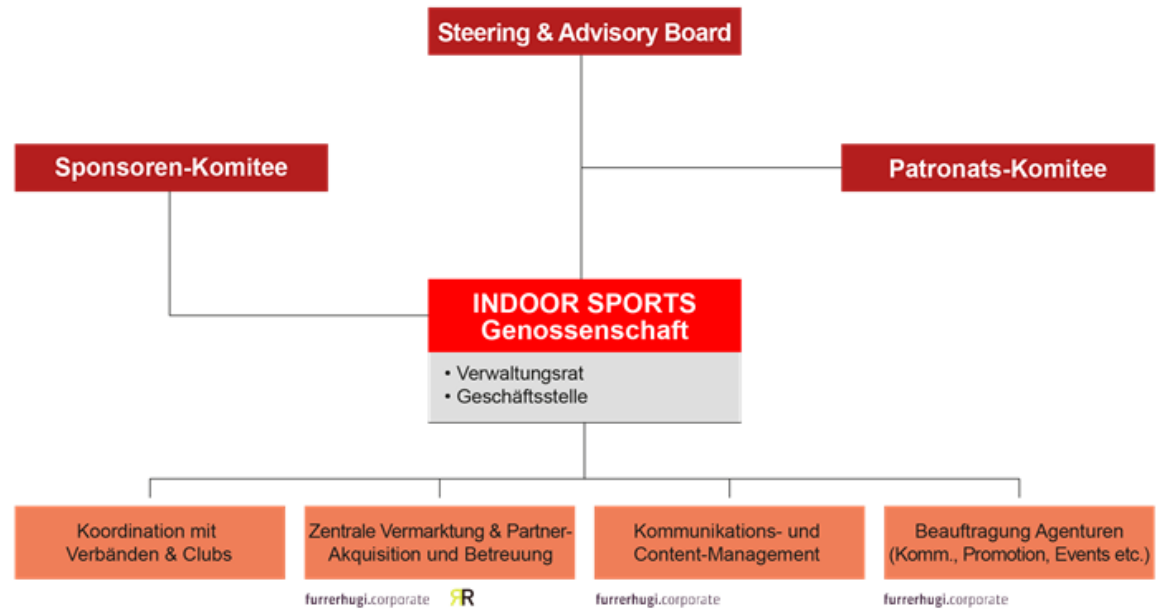 Steering & Advisory Board
Sponsoren-Komitee
Patronats-Komitee
INDOOR SPORTS
Genossenschaft
• Verwaltungsrat
• Geschäftsstelle
Koordination mit
Verbänden & Clubs
Zentrale Vermarktung & Partner-
Akquisition und Betreuung
Kommunikations- und
Content-Management
Beauftragung Agenturen
(Komm., Promotion, Events etc.)
furrerhugi.corporate
RR
furrerhugi.corporate
furrerhugi.corporate